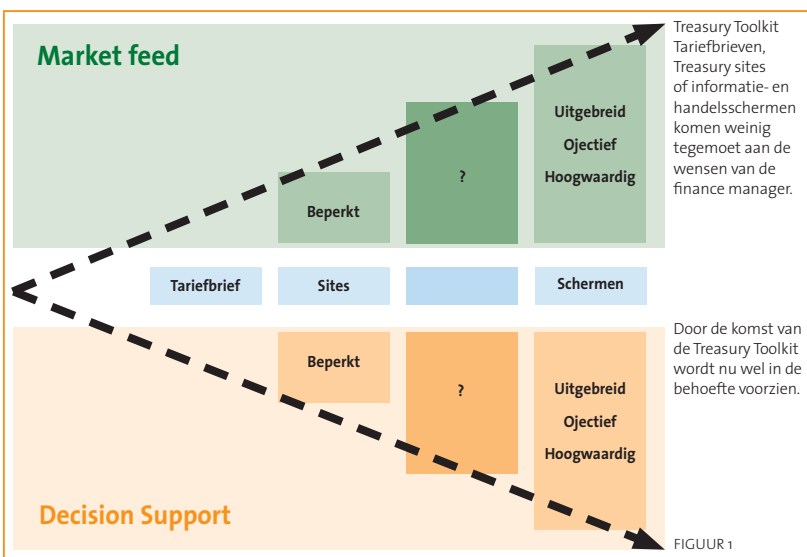 Market feed
Uitgebreid
Ojectief
Hoogwaardig
?
Beperkt
Tariefbrief
Sites
Schermen
Beperkt
?
Uitgebreid
Ojectief
Hoogwaardig
Decision Support
Treasury Toolkit
Tariefbrieven,
Treasury sites
of informatie- en
handelsschermen
komen weinig
tegemoet aan de
wensen van de
finance manager.
Door de komst van
de Treasury Toolkit
wordt nu wel in de
behoefte voorzien.
FIGUUR 1